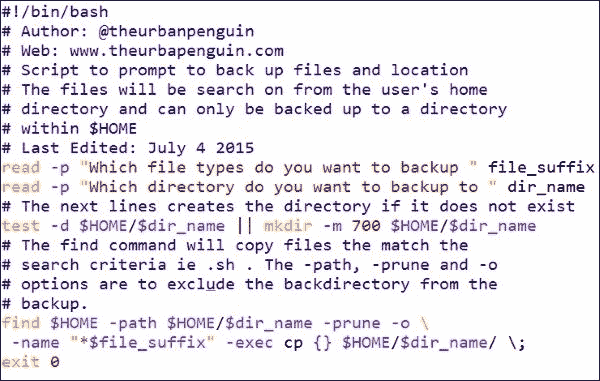 #!/bin/bash
# Author: @theurbanpenguin
# Web: www.theurbapenguin.com
# Script to prompt to back up files and location
# The files will be search on from the user's home
# directory and can only be backed up to a directory
# within $HOME
# Last Edited: July 4 2015
read -p "Which file types do you want to backup " file_suffix
read -p "Which directory do you want to backup to " dir_name
# The next lines creates the directory if it does not exist
test -d $HOME/$dir_name || mkdir -m 700 $HOME/$dir_name
# The find command will copy files the match the
# search criteria ie .sh . The -path, -prune and -o
# options are to exclude the backdirectory from the
# backup.
find $HOME -path $HOME/$dir_name -prune -o \
 -name "*$file_suffix" -exec cp {} $HOME/$dir_name/ \;
exit 0